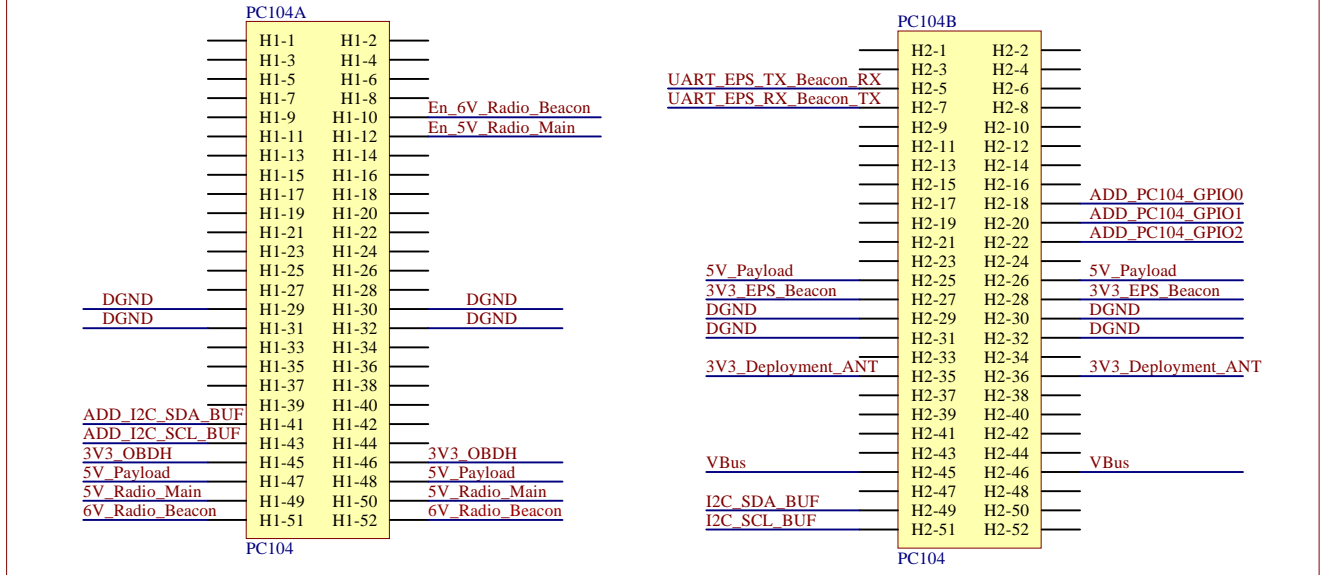 PC104A
H1-1 H1-2
H1-3 H1-4
H1-5 H1-6
H1-7 H1-8
H1-9 H1-10 En_6V_Radio_Beacon
H1-11 H1-12 En_5V_Radio_Main
H1-13 H1-14
H1-15 H1-16
H1-17 H1-18
H1-19 H1-20
H1-21 H1-22
H1-23 H1-24
H1-25 H1-26
H1-27 H1-28
DGND H1-29 H1-30 DGND
DGND H1-31 H1-32 DGND
H1-33 H1-34
H1-35 H1-36
H1-37 H1-38
H1-39 H1-40
ADD_I2C_SDA_BUF H1-41 H1-42
ADD_I2C_SCL_BUF H1-43 H1-44
3V3_OBDH H1-45 H1-46 3V3_OBDH
5V_Payload H1-47 H1-48 5V_Payload
5V_Radio_Main H1-49 H1-50 5V_Radio_Main
6V_Radio_Beacon H1-51 H1-52 6V_Radio_Beacon
PC104
PC104B
H2-1 H2-2
H2-3 H2-4
UART_EPS_TX_Beacon_RX H2-5 H2-6
UART_EPS_RX_Beacon_TX H2-7 H2-8
H2-9 H2-10
H2-11 H2-12
H2-13 H2-14
H2-15 H2-16
H2-17 H2-18 ADD_PC104_GPIO0
H2-19 H2-20 ADD_PC104_GPIO1
H2-21 H2-22 ADD_PC104_GPIO2
H2-23 H2-24
5V_Payload H2-25 H2-26 5V_Payload
3V3_EPS_Beacon H2-27 H2-28 3V3_EPS_Beacon
DGND H2-29 H2-30 DGND
DGND H2-31 H2-32 DGND
H2-33 H2-34
3V3_Deployment_ANT H2-35 H2-36 3V3_Deployment_ANT
H2-37 H2-38
H2-39 H2-40
H2-41 H2-42
H2-43 H2-44
VBus H2-45 H2-46 VBus
H2-47 H2-48
I2C_SDA_BUF H2-49 H2-50
I2C_SCL_BUF H2-51 H2-52
PC104